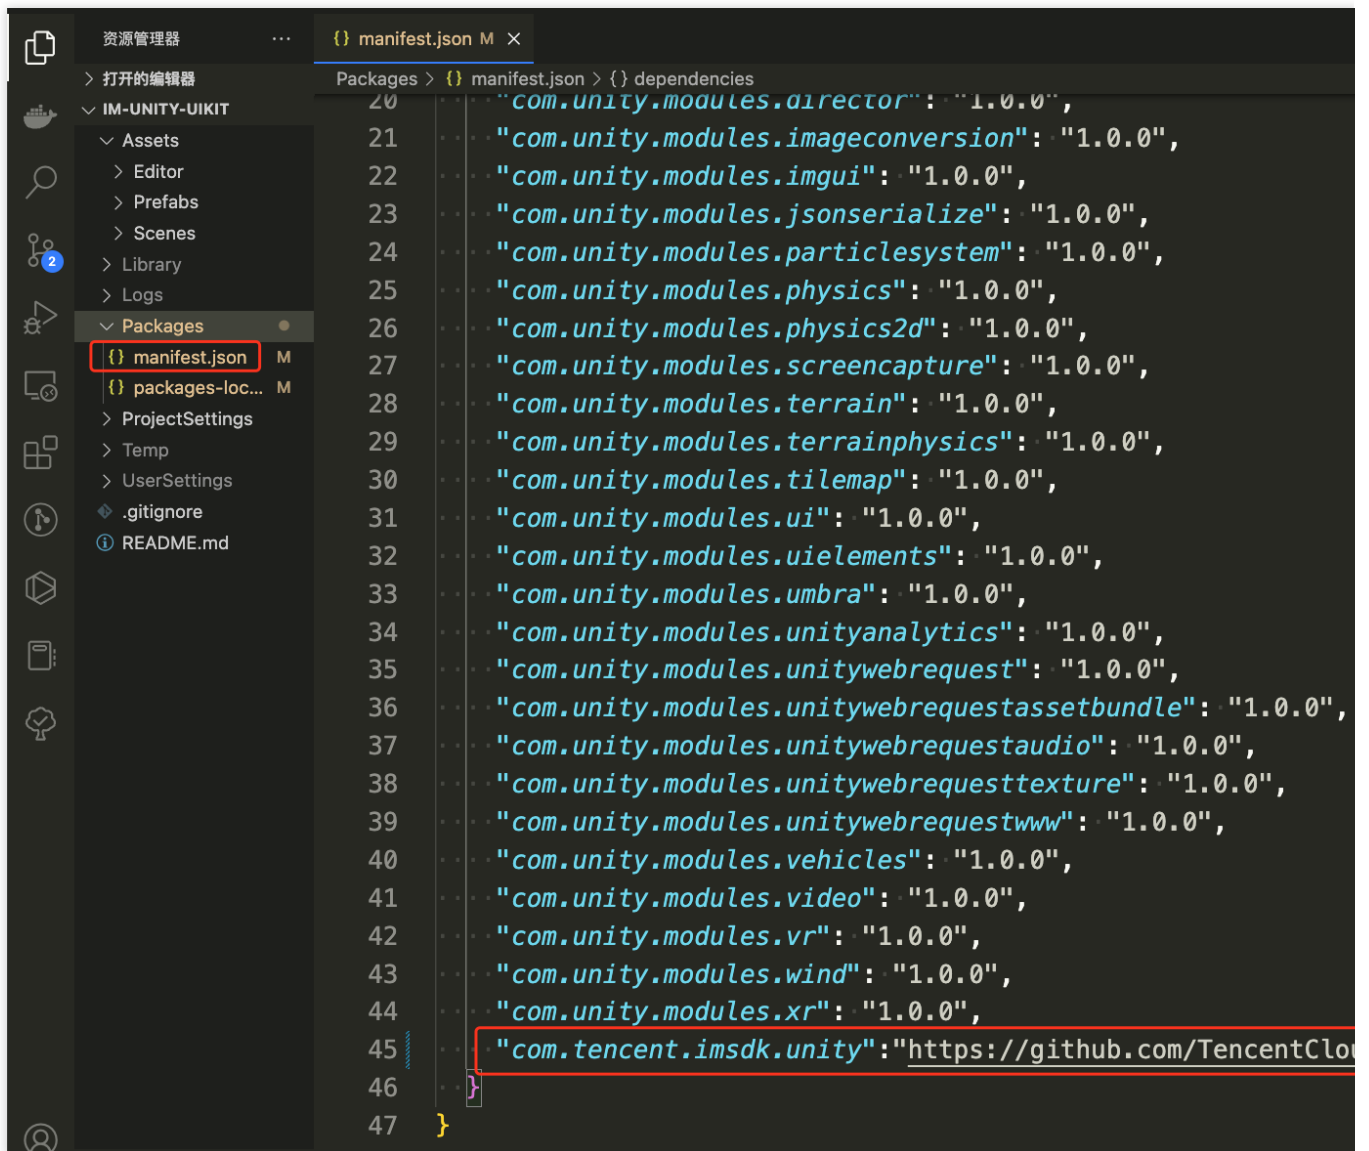 资源管理器 ···
打开的编辑器
IM-UNITY-UIKIT
Assets
Editor
Prefabs
Scenes
Library
Logs
Packages
{} manifest.json M
{} packages-loc... M
ProjectSettings
Temp
UserSettings
.gitignore
README.md
2
{} manifest.json M ×
Packages > {} manifest.json > {} dependencies
20 "com.unity.modules.director": "1.0.0",
21 "com.unity.modules.imageconversion": "1.0.0",
22 "com.unity.modules.imgui": "1.0.0",
23 "com.unity.modules.jsonserialize": "1.0.0",
24 "com.unity.modules.particlesystem": "1.0.0",
25 "com.unity.modules.physics": "1.0.0",
26 "com.unity.modules.physics2d": "1.0.0",
27 "com.unity.modules.screencapture": "1.0.0",
28 "com.unity.modules.terrain": "1.0.0",
29 "com.unity.modules.terrainphysics": "1.0.0",
30 "com.unity.modules.tilemap": "1.0.0",
31 "com.unity.modules.ui": "1.0.0",
32 "com.unity.modules.uielements": "1.0.0",
33 "com.unity.modules.umbra": "1.0.0",
34 "com.unity.modules.unityanalytics": "1.0.0",
35 "com.unity.modules.unitywebrequest": "1.0.0",
36 "com.unity.modules.unitywebrequestassetbundle": "1.0.0",
37 "com.unity.modules.unitywebrequestaudio": "1.0.0",
38 "com.unity.modules.unitywebrequesttexture": "1.0.0",
39 "com.unity.modules.unitywebrequestwww": "1.0.0",
40 "com.unity.modules.vehicles": "1.0.0",
41 "com.unity.modules.video": "1.0.0",
42 "com.unity.modules.vr": "1.0.0",
43 "com.unity.modules.wind": "1.0.0",
44 "com.unity.modules.xr": "1.0.0",
45 "com.tencent.imsdk.unity":"https://github.com/TencentClou
46 }
47 }